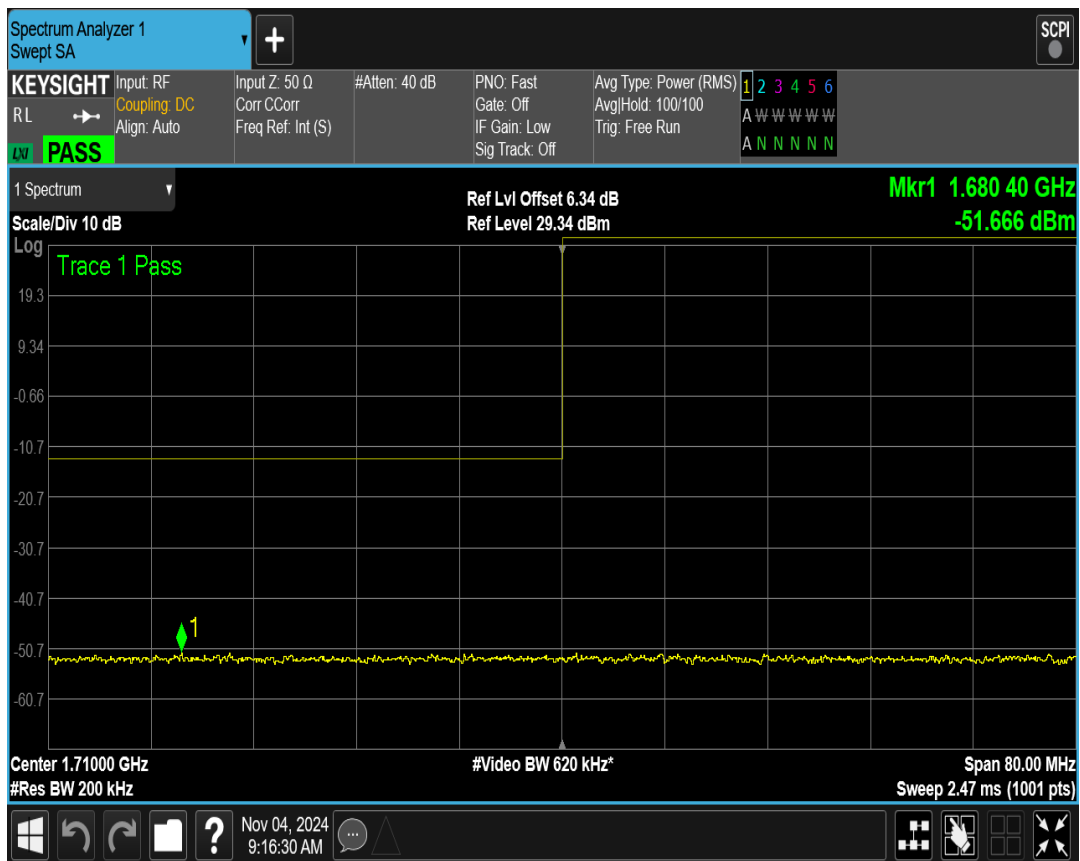 Spectrum Analyzer 1
Swept SA
+
SCPI
KEYSIGHT
RL
LXI PASS
Input: RF
Coupling: DC
Align: Auto
Input Z: 50 Ω
Corr CCorr
Freq Ref: Int (S)
#Atten: 40 dB
PNO: Fast
Gate: Off
IF Gain: Low
Sig Track: Off
Avg Type: Power (RMS)
Avg|Hold: 100/100
Trig: Free Run
1 2 3 4 5 6
A W W W W W
A N N N N N
1 Spectrum
Scale/Div 10 dB
Ref Lvl Offset 6.34 dB
Ref Level 29.34 dBm
Mkr1 1.680 40 GHz
-51.666 dBm
Log
Trace 1 Pass
19.3
9.34
-0.66
-10.7
-20.7
-30.7
-40.7
1
-50.7
-60.7
Center 1.71000 GHz
#Res BW 200 kHz
#Video BW 620 kHz*
Span 80.00 MHz
Sweep 2.47 ms (1001 pts)
?
Nov 04, 2024
9:16:30 AM